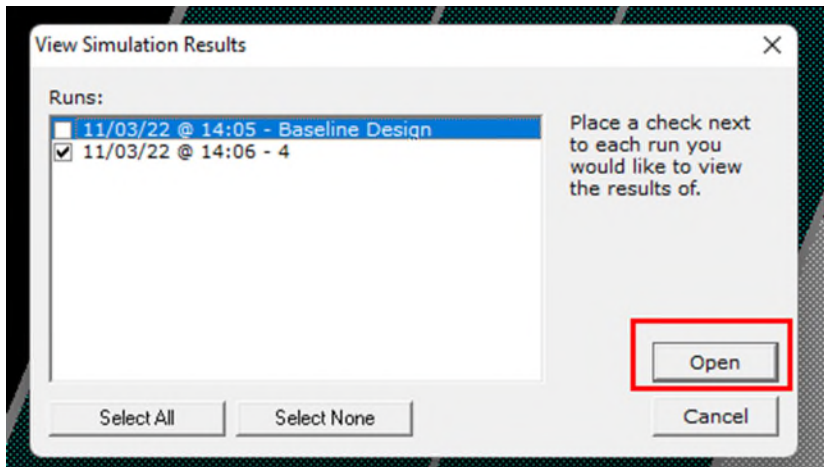 View Simulation Results
Runs:
11/03/22 @ 14:05 - Baseline Design
11/03/22 @ 14:06 - 4
Place a check next
to each run you
would like to view
the results of.
Open
Select All
Select None
Cancel